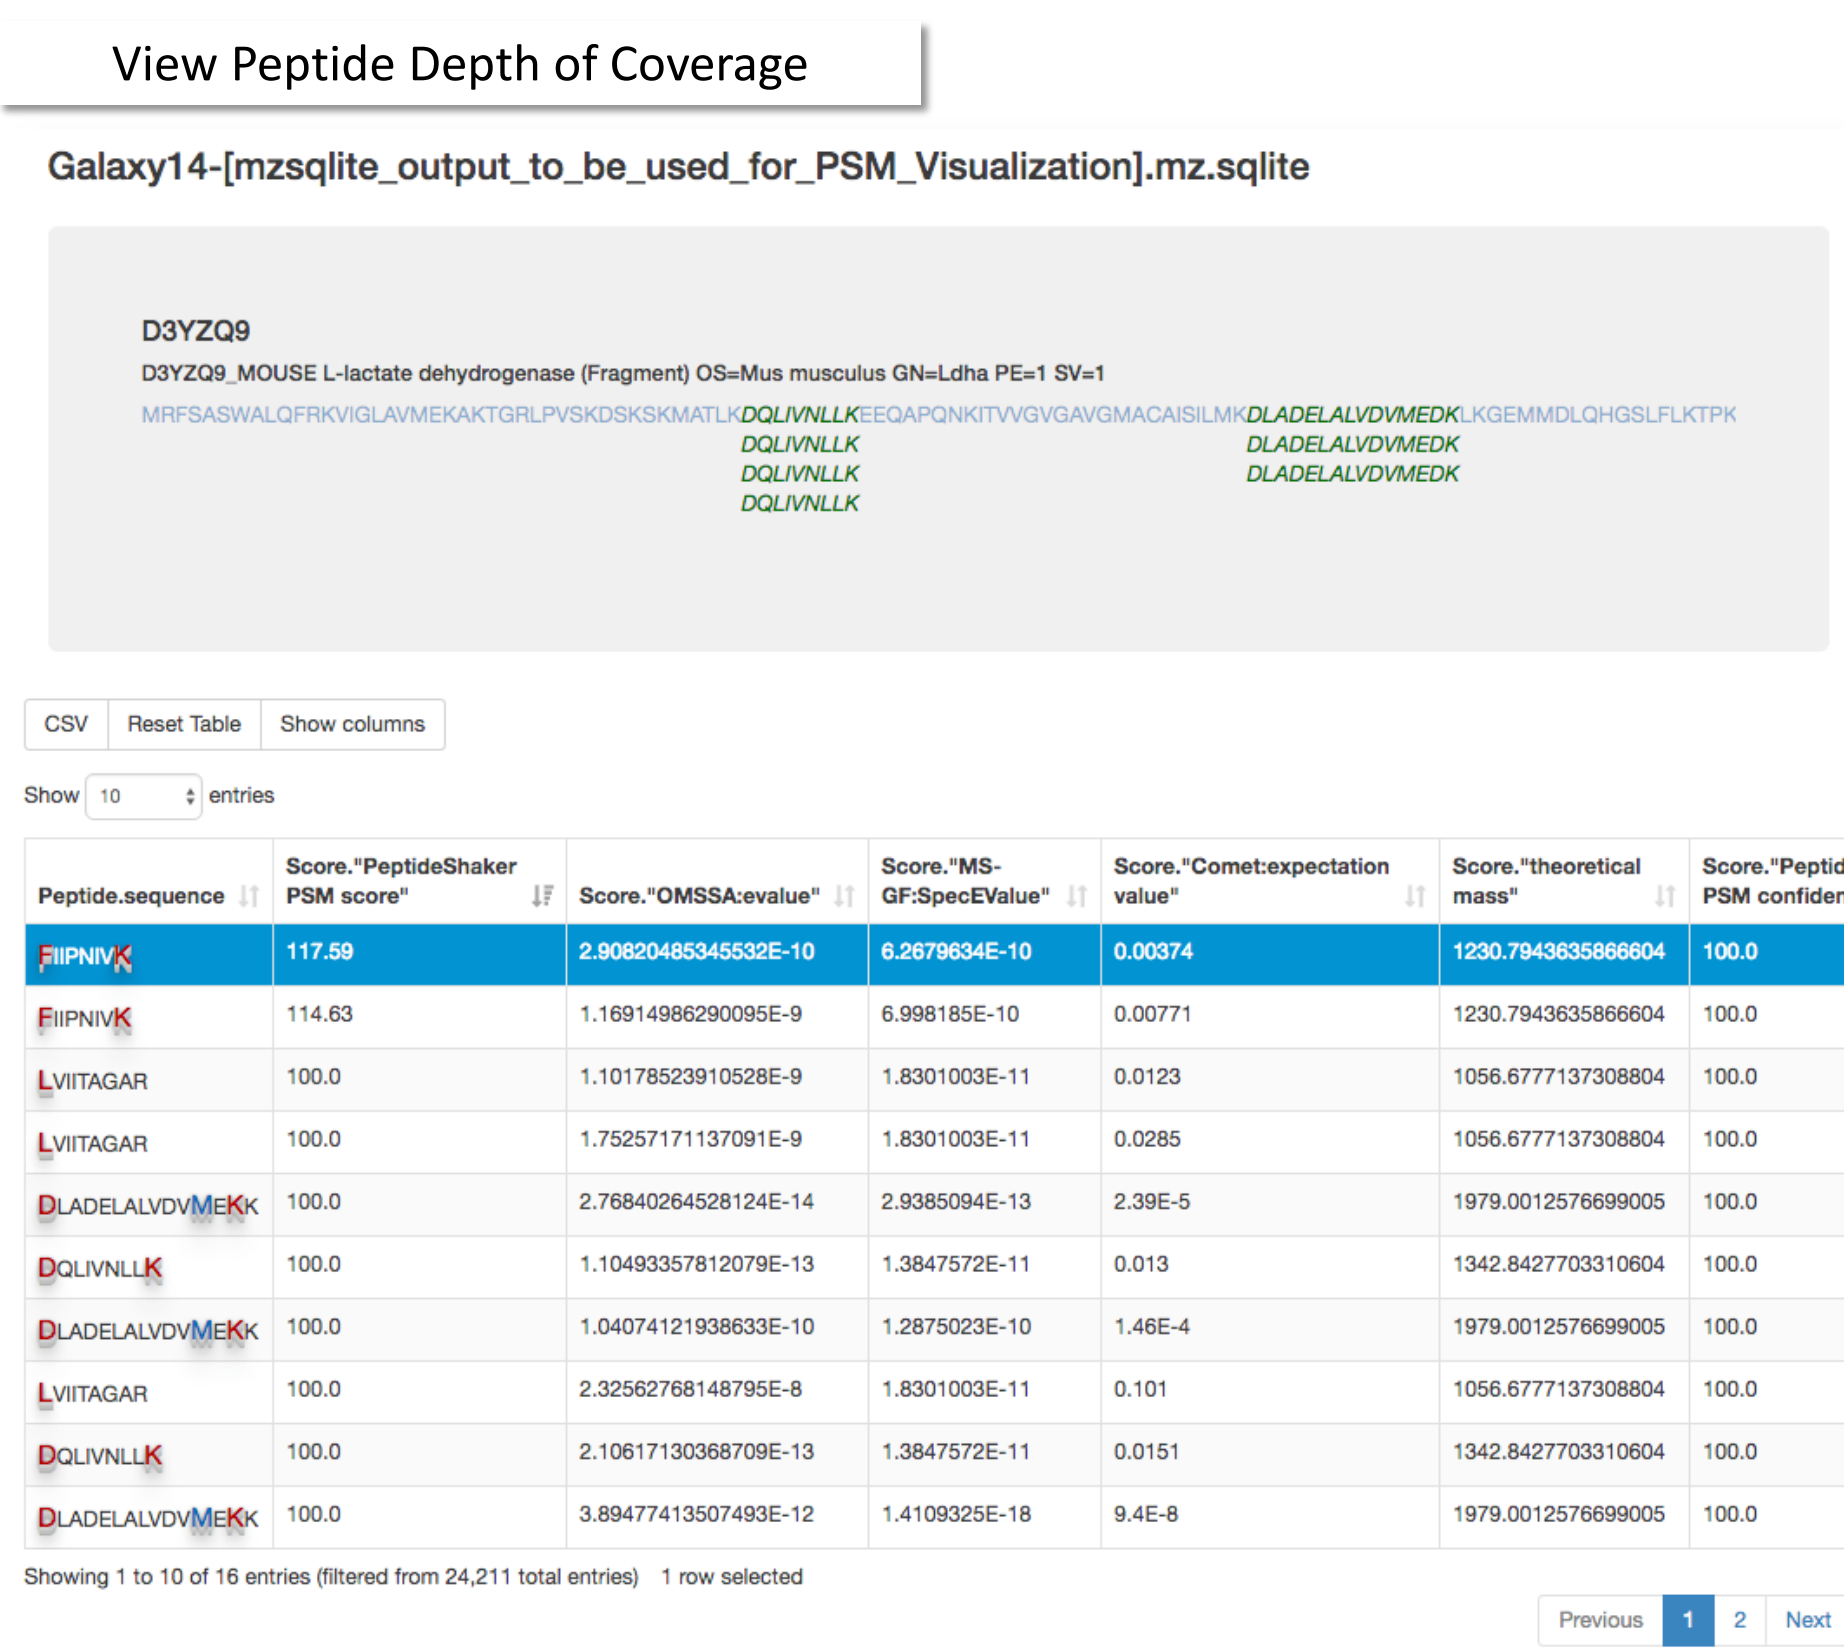 View Peptide Depth of Coverage
Galaxy14-[mzsqlite_output_to_be_used_for_PSM_Visualization].mz.sqlite
D3YZQ9
D3YZQ9_MOUSE L-lactate dehydrogenase (Fragment) OS=Mus musculus GN=Ldha PE=1 SV=1
MRFSASWALQFRKVIGLAVMEKAKTGRLPVSKDSKSKMATLKDQLIVNLLKEEQAPQNKITVVGVGAVGMACAISILMKDLADELALVDVMEDKLKGEMMDLQHGSLFLKTPK
DQLIVNLLK DLADELALVDVMEDK
DQLIVNLLK DLADELALVDVMEDK
DQLIVNLLK
CSV Reset Table Show columns
Show 10 entries
Peptide.sequence Score."PeptideShaker PSM score" Score."OMSSA:evalue" Score."MS-GF:SpecEValue" Score."Comet:expectation value" Score."theoretical mass" Score."Peptid PSM confiden
FIIPNIVK 117.59 2.90820485345532E-10 6.2679634E-10 0.00374 1230.7943635866604 100.0
FIIPNIVK 114.63 1.16914986290095E-9 6.998185E-10 0.00771 1230.7943635866604 100.0
LVIITAGAR 100.0 1.10178523910528E-9 1.8301003E-11 0.0123 1056.6777137308804 100.0
LVIITAGAR 100.0 1.75257171137091E-9 1.8301003E-11 0.0285 1056.6777137308804 100.0
DLADELALVDVMEKK 100.0 2.76840264528124E-14 2.9385094E-13 2.39E-5 1979.0012576699005 100.0
DQLIVNLLK 100.0 1.10493357812079E-13 1.3847572E-11 0.013 1342.8427703310604 100.0
DLADELALVDVMEKK 100.0 1.04074121938633E-10 1.2875023E-10 1.46E-4 1979.0012576699005 100.0
LVIITAGAR 100.0 2.32562768148795E-8 1.8301003E-11 0.101 1056.6777137308804 100.0
DQLIVNLLK 100.0 2.10617130368709E-13 1.3847572E-11 0.0151 1342.8427703310604 100.0
DLADELALVDVMEKK 100.0 3.89477413507493E-12 1.4109325E-18 9.4E-8 1979.0012576699005 100.0
Showing 1 to 10 of 16 entries (filtered from 24,211 total entries) 1 row selected
Previous 1 2 Next